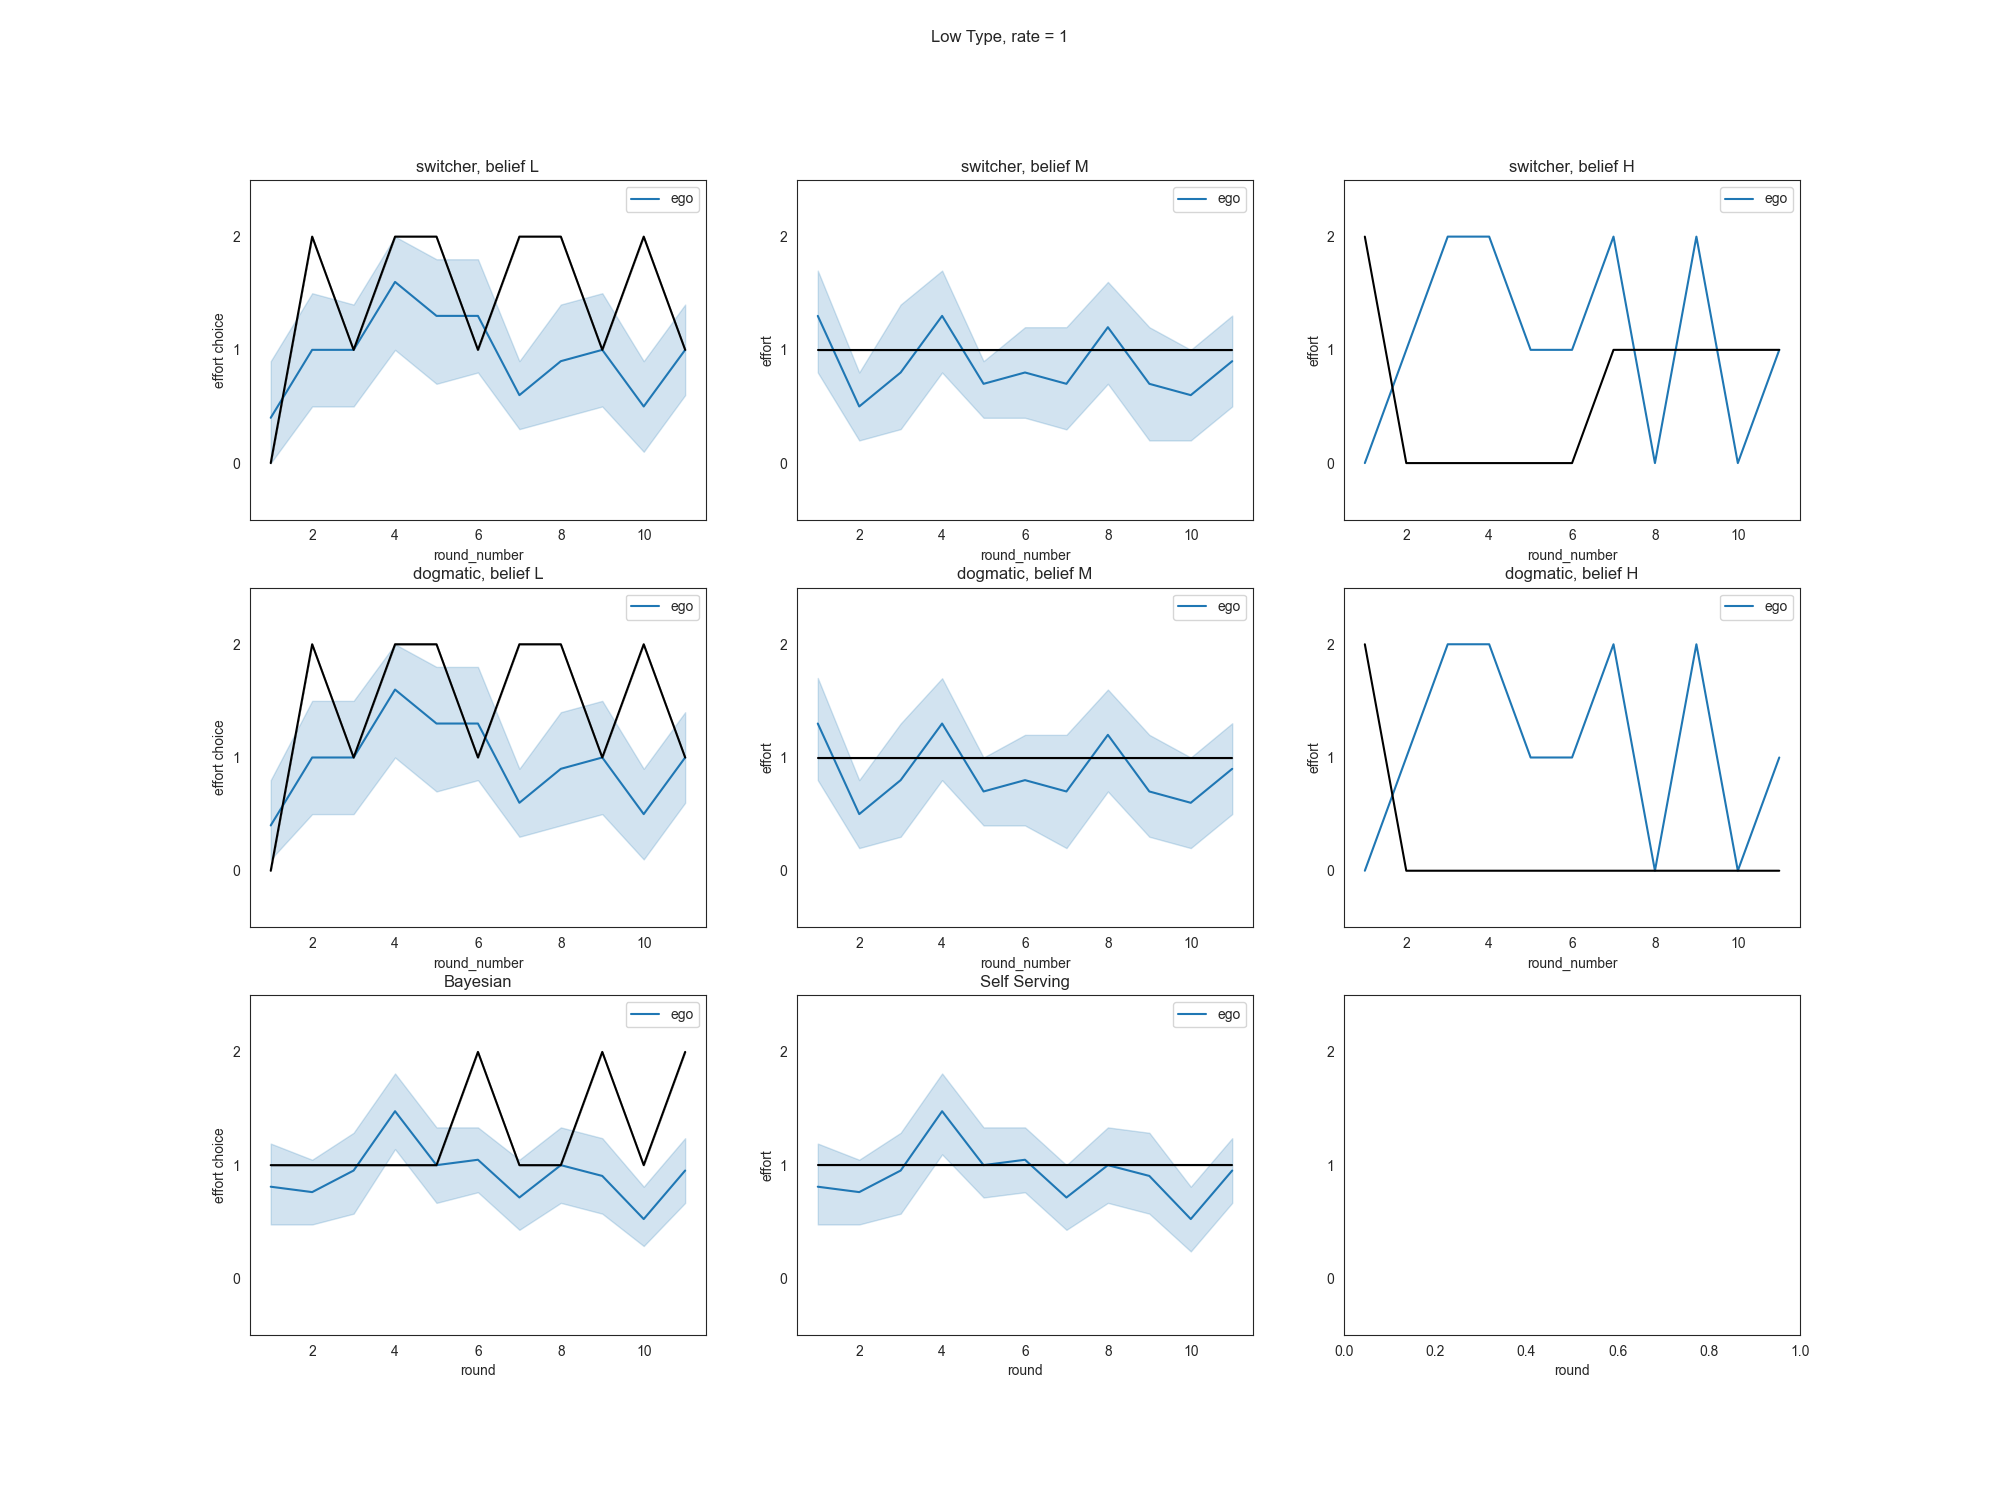 Low Type, rate = 1
switcher, belief L
switcher, belief M
switcher, belief H
ego
ego
ego
2
1
0
effort choice
2
1
0
effort
2
1
0
effort
2 4 6 8 10
2 4 6 8 10
2 4 6 8 10
round_number
round_number
round_number
dogmatic, belief L
dogmatic, belief M
dogmatic, belief H
ego
ego
ego
2
1
0
effort choice
2
1
0
effort
2
1
0
effort
2 4 6 8 10
2 4 6 8 10
2 4 6 8 10
round_number
round_number
round_number
Bayesian
Self Serving
ego
ego
2
1
0
effort choice
2
1
0
effort
2
1
0
2 4 6 8 10
2 4 6 8 10
0.0 0.2 0.4 0.6 0.8 1.0
round
round
round